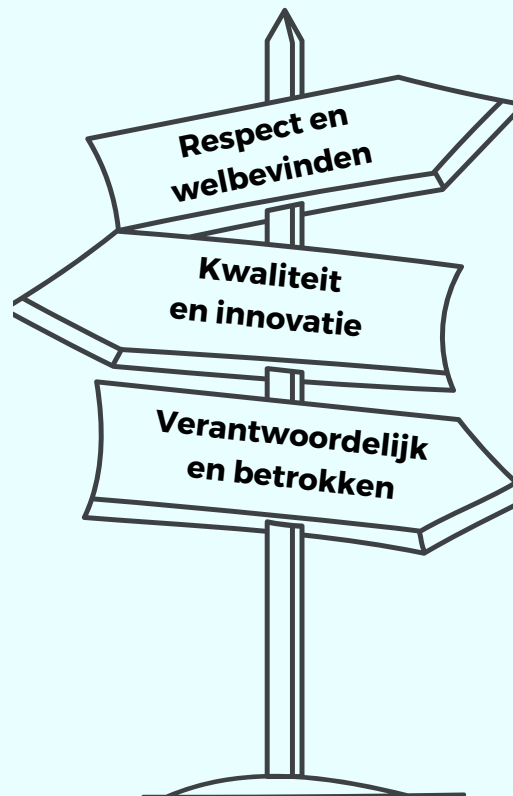 Respect en
welbevinden
Kwaliteit
en innovatie
Verantwoordelijk
en betrokken